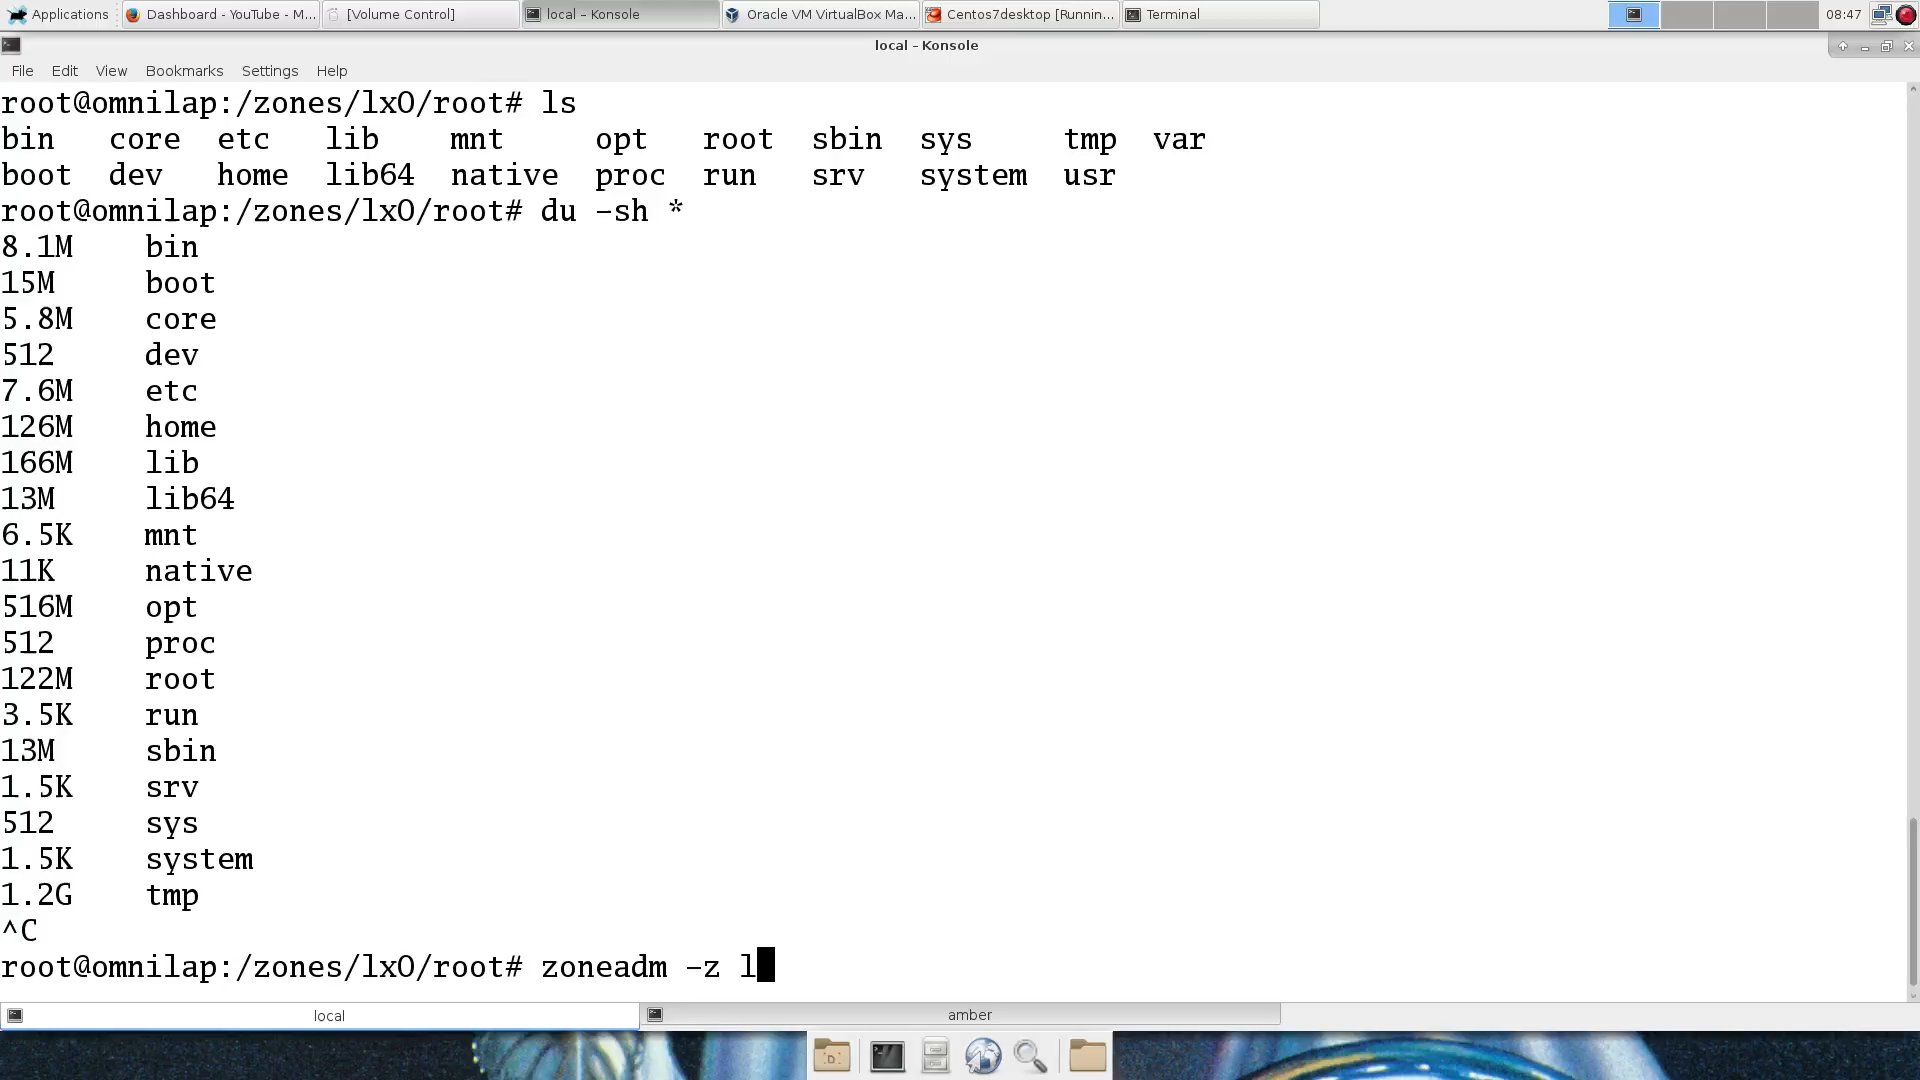 Applications Dashboard - YouTube - M... [Volume Control] local – Konsole Oracle VM VirtualBox Ma... Centos7desktop [Runnin... Terminal 08:47
local – Konsole
File Edit View Bookmarks Settings Help
root@omnilap:/zones/lx0/root# ls
bin core etc lib mnt opt root sbin sys tmp var
boot dev home lib64 native proc run srv system usr
root@omnilap:/zones/lx0/root# du -sh *
8.1M bin
15M boot
5.8M core
512 dev
7.6M etc
126M home
166M lib
13M lib64
6.5K mnt
11K native
516M opt
512 proc
122M root
3.5K run
13M sbin
1.5K srv
512 sys
1.5K system
1.2G tmp
^C
root@omnilap:/zones/lx0/root# zoneadm -z l
local amber